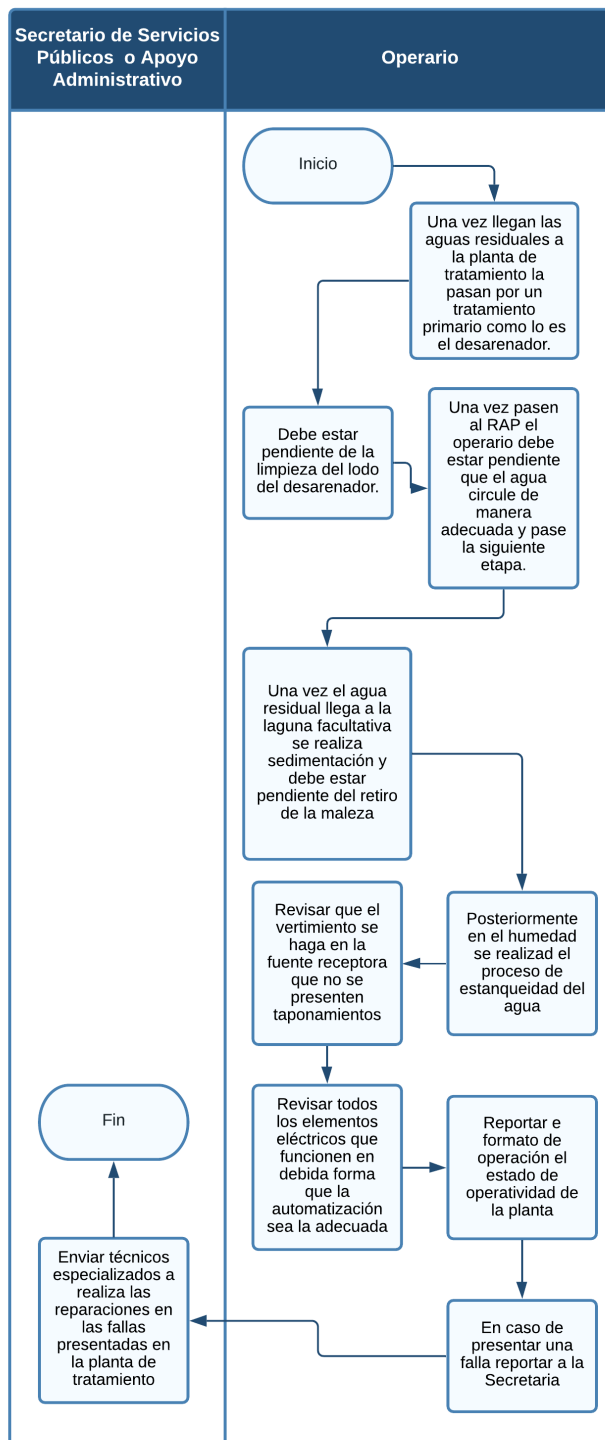 Secretario de Servicios
Públicos o Apoyo
Administrativo
Operario
Inicio
Una vez llegan las
aguas residuales a
la planta de
tratamiento la
pasan por un
tratamiento
primario como lo es
el desarenador.
Debe estar
pendiente de la
limpieza del lodo
del desarenador.
Una vez pasen
al RAP el
operario debe
estar pendiente
que el agua
circule de
manera
adecuada y pase
la siguiente
etapa.
Una vez el agua
residual llega a la
laguna facultativa
se realiza
sedimentación y
debe estar
pendiente del retiro
de la maleza
Posteriormente
en el humedad
se realizad el
proceso de
estanqueidad del
agua
Revisar que el
vertimiento se
haga en la
fuente receptora
que no se
presenten
taponamientos
Revisar todos
los elementos
eléctricos que
funcionen en
debida forma
que la
automatización
sea la adecuada
Reportar e
formato de
operación el
estado de
operatividad de
la planta
En caso de
presentar una
falla reportar a la
Secretaria
Enviar técnicos
especializados a
realiza las
reparaciones en
las fallas
presentadas en
la planta de
tratamiento
Fin